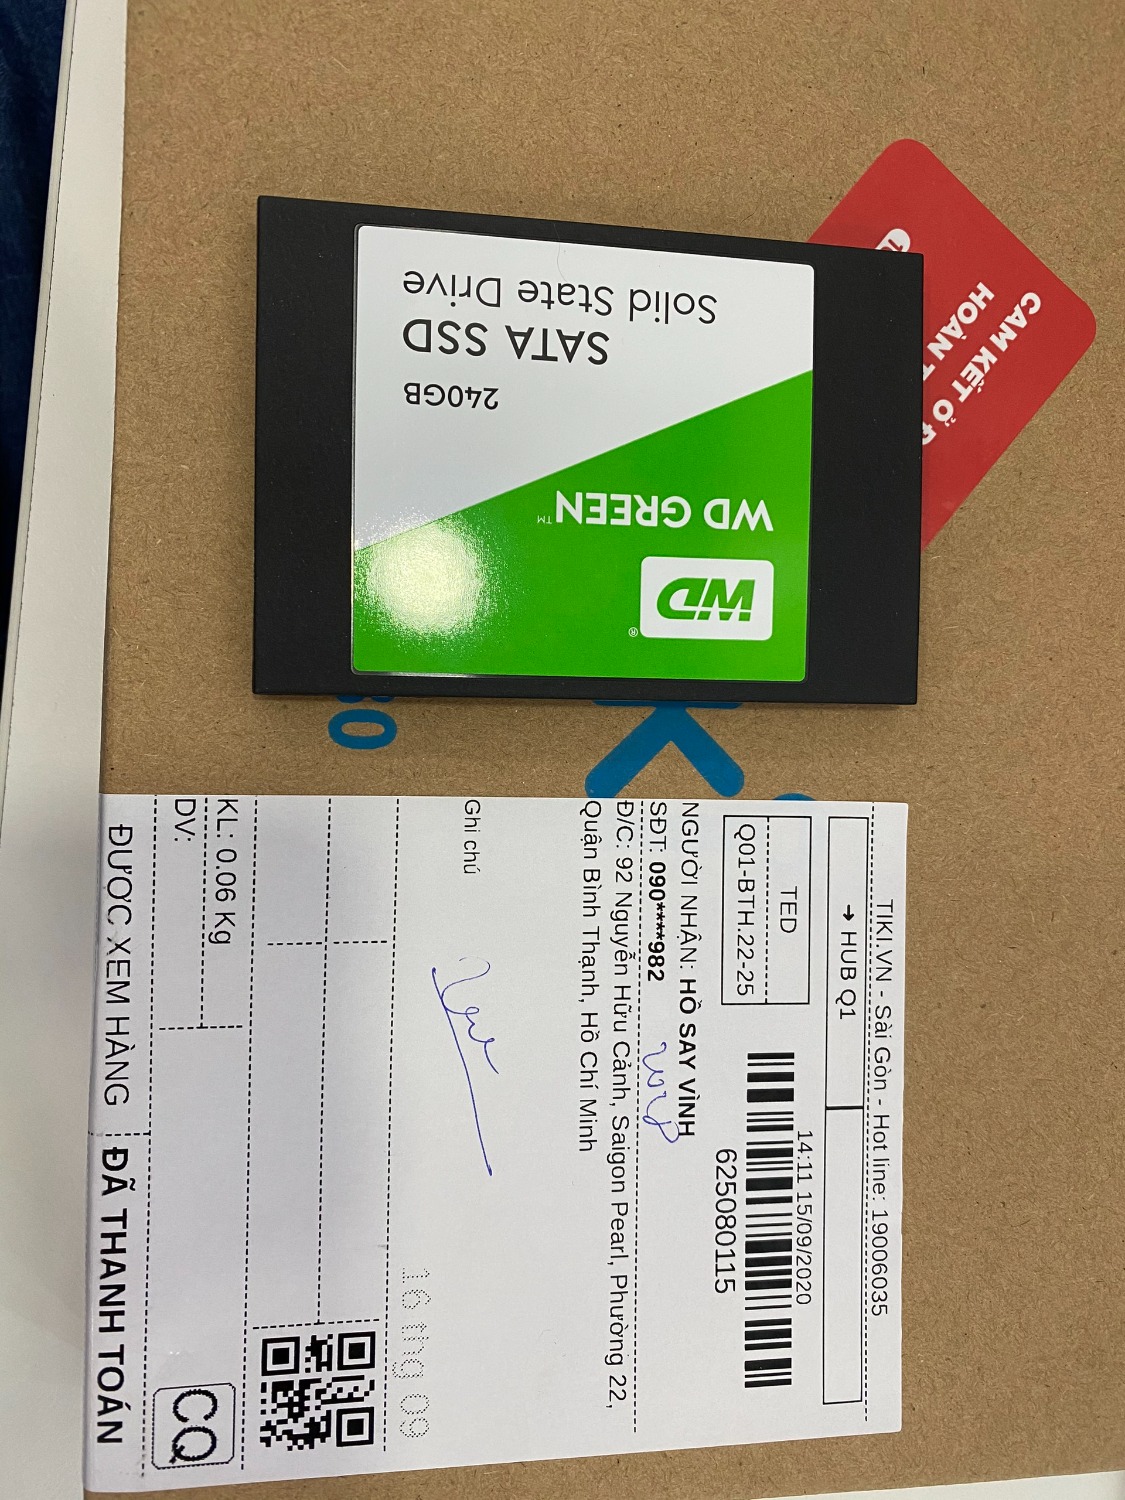 WD®
WD GREEN™
240GB
SATA SSD
Solid State Drive
CAM KẾT Ở
HOÀN
TIKI.VN - Sài Gòn - Hot line: 19006035
➔ HUB Q1
14:11 15/09/2020
TED
Q01-BTH.22-25
625080115
NGƯỜI NHẬN: HỒ SAY VÌNH
SĐT: 090****982
Đ/C: 92 Nguyễn Hữu Cảnh, Saigon Pearl, Phường 22,
Quận Bình Thạnh, Hồ Chí Minh
Ghi chú
16 thg 09
KL: 0.06 Kg
DV:
CQ
ĐƯỢC XEM HÀNG
ĐÃ THANH TOÁN